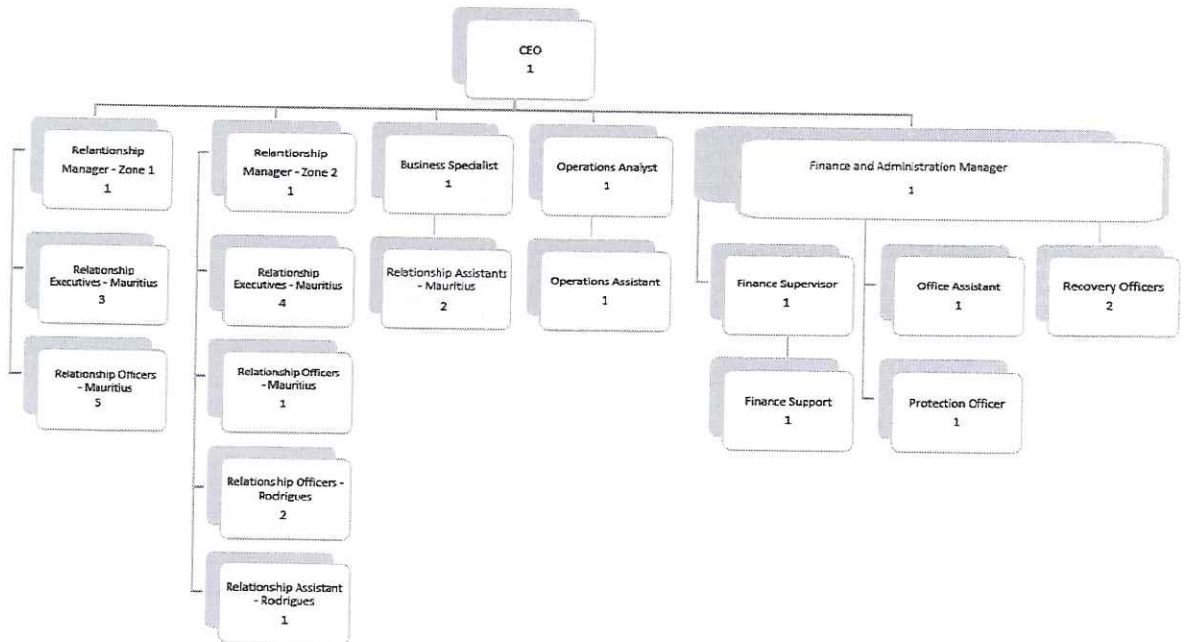 CEO
1
Relantionship
Manager - Zone 1
1
Relantionship
Manager - Zone 2
1
Business Specialist
1
Operations Analyst
1
Finance and Administration Manager
1
Relationship
Executives - Mauritius
3
Relationship
Executives - Mauritius
4
Relationship Assistants -
Mauritius
2
Operations Assistant
1
Finance Supervisor
1
Office Assistant
1
Recovery Officers
2
Relationship Officers
- Mauritius
5
Relationship Officers -
Mauritius
1
Finance Support
1
Protection Officer
1
Relationship Officers -
Rodrigues
2
Relationship Assistant
- Rodrigues
1